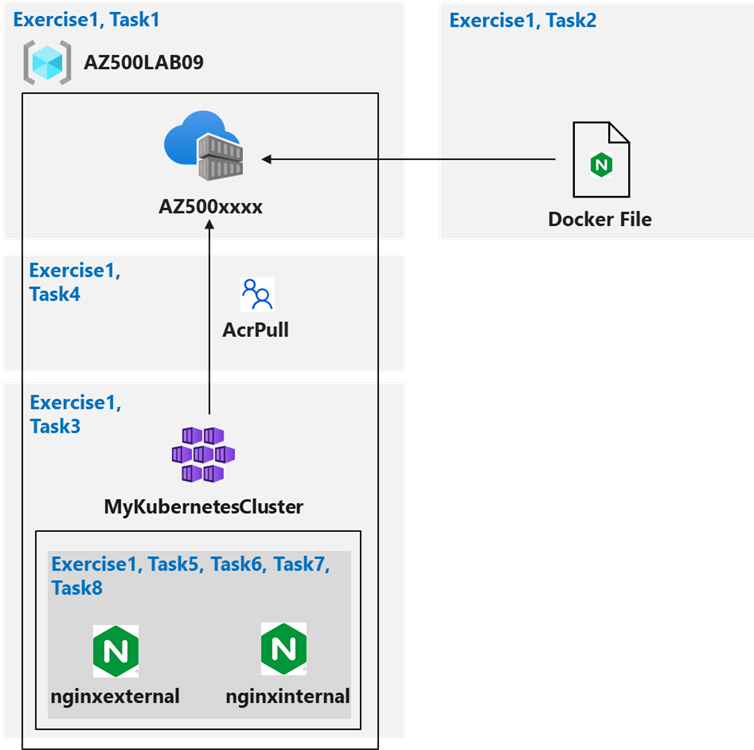 Exercise1, Task1
AZ500LAB09
AZ500xxxx
Exercise1, Task2
N
Docker File
Exercise1,
Task4
AcrPull
Exercise1,
Task3
MyKubernetesCluster
Exercise1, Task5, Task6, Task7,
Task8
N
nginxexternal
N
nginxinternal